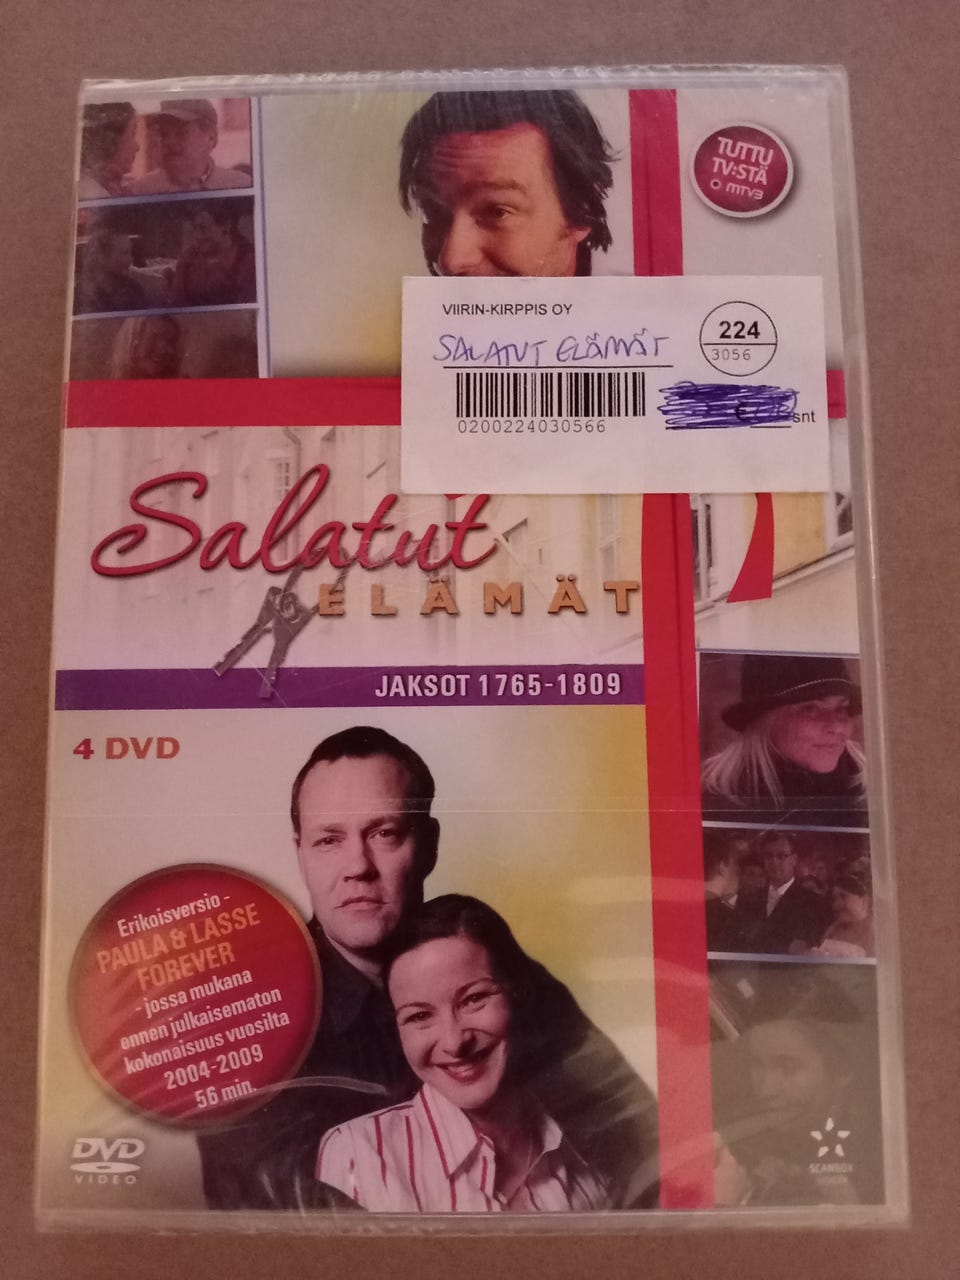 TUTTU
TV:STÄ
MTV3
VIIRIN-KIRPPIS OY
224
3056
SALATUT ELÄMÄT
0200224030566
€
snt
Salatut
ELÄMÄT
JAKSOT 1765-1809
4 DVD
Erikoisversio -
PAULA & LASSE
FOREVER
- jossa mukana
ennen julkaisematon
kokonaisuus vuosilta
2004-2009
56 min.
DVD
VIDEO
SCANBOX